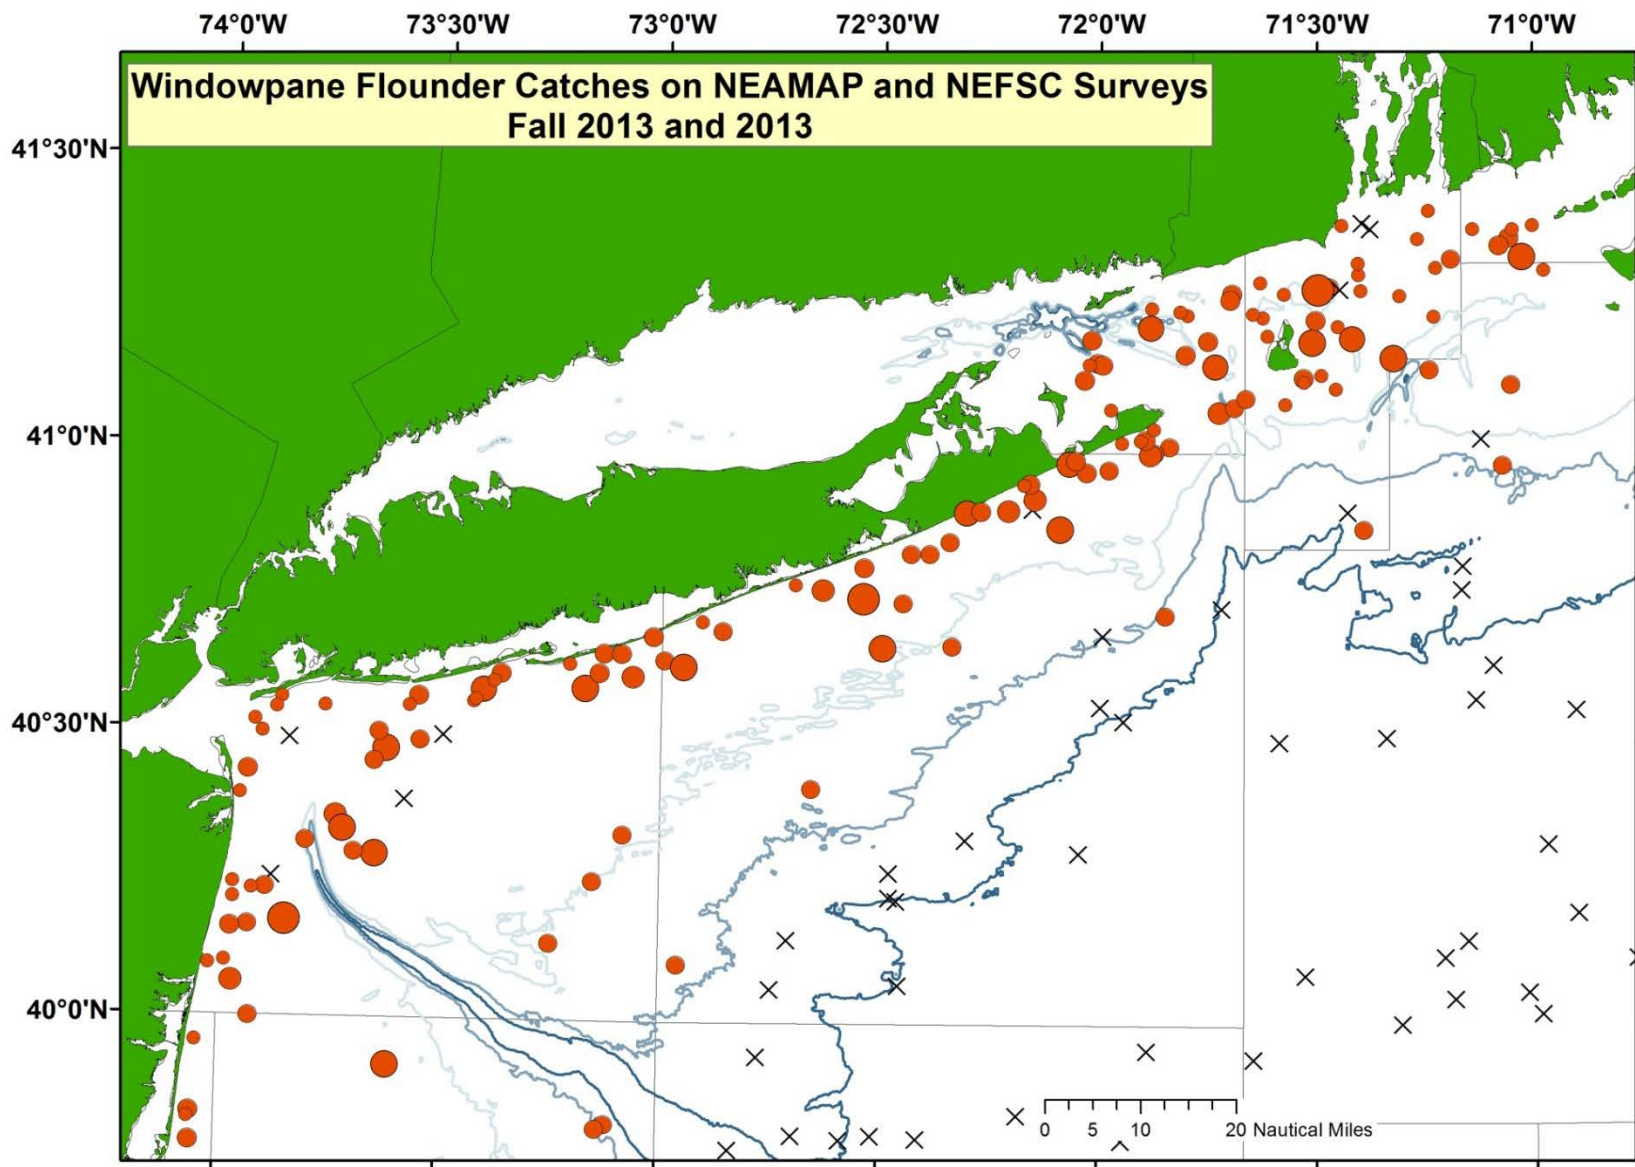 74°0'W 73°30'W 73°0'W 72°30'W 72°0'W 71°30'W 71°0'W
Windowpane Flounder Catches on NEAMAP and NEFSC Surveys
Fall 2013 and 2013
41°30'N
41°0'N
40°30'N
40°0'N
0 5 10 20 Nautical Miles